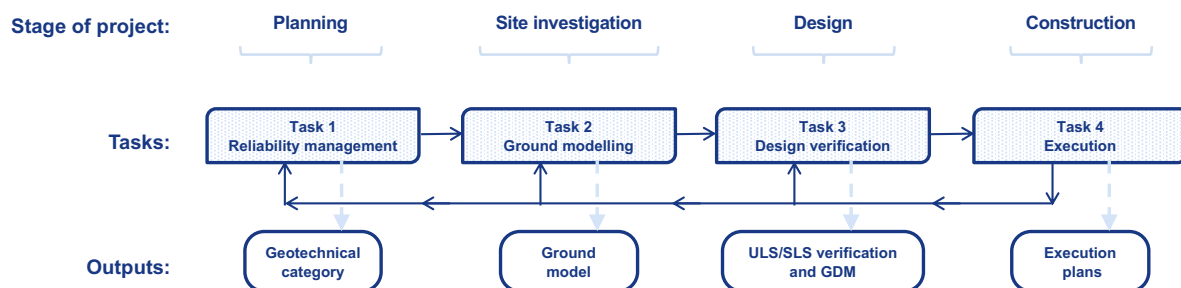 Stage of project:
Planning
Site investigation
Design
Construction
Tasks:
Task 1
Reliability management
Task 2
Ground modelling
Task 3
Design verification
Task 4
Execution
Outputs:
Geotechnical
category
Ground
model
ULS/SLS verification
and GDM
Execution
plans